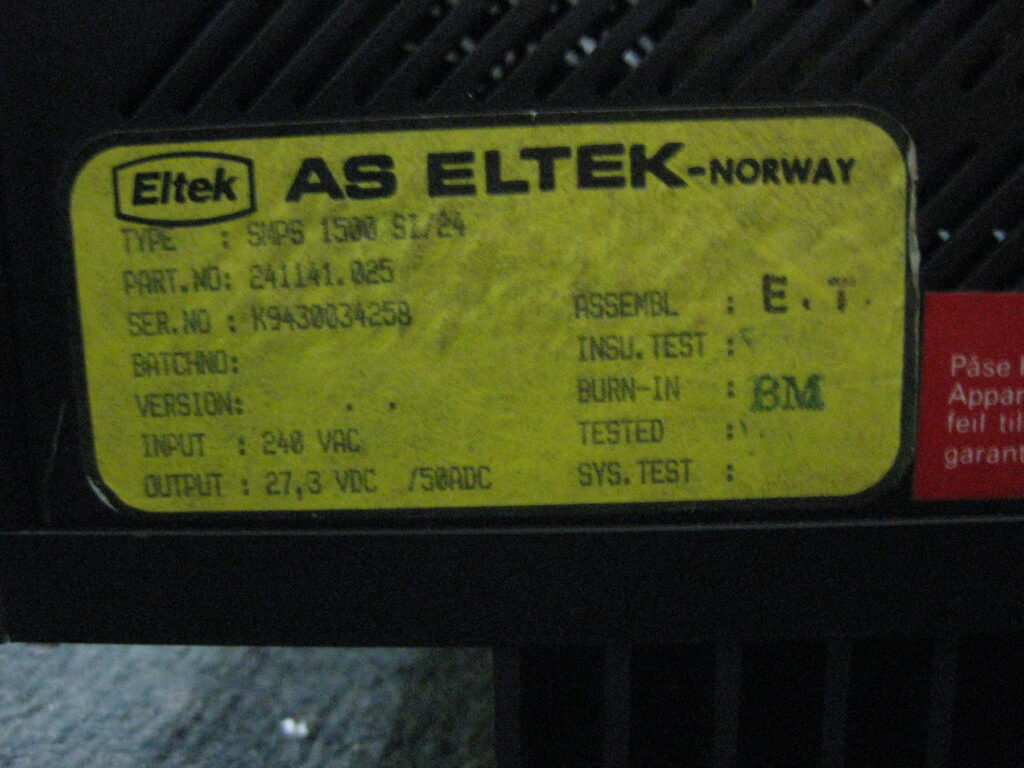 Eltek AS ELTEK-NORWAY
TYPE : SMPS 1500 SI/24
PART.NO: 241141.025
SER.NO : K9430034258
BATCHNO:
VERSION: . .
INPUT : 240 VAC
OUTPUT : 27,3 VDC /50ADC
ASSEMBL : E.T.
INSU.TEST :
BURN-IN : BM
TESTED :
SYS.TEST :
Påse
Appar
feil til
garant